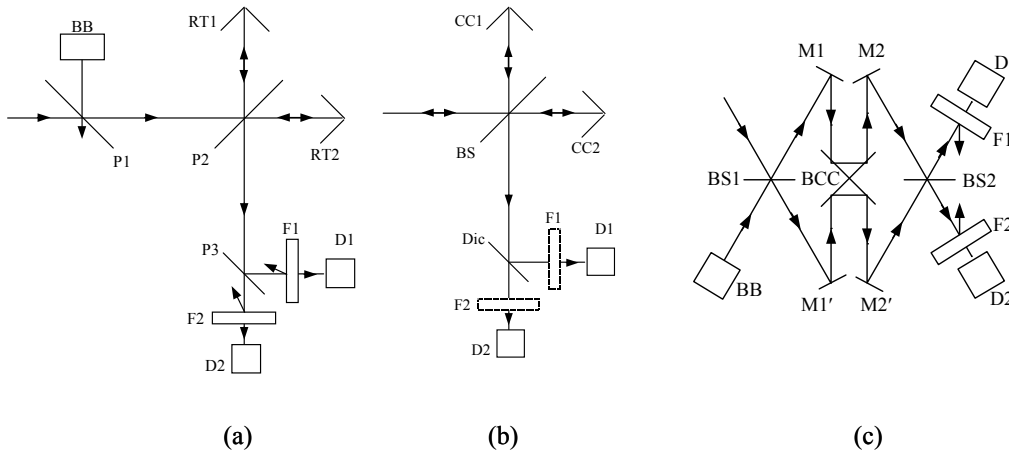 BB
RT1
P1
P2
RT2
P3
F1
D1
F2
D2
(a)
CC1
BS
CC2
Dic
F1
D1
F2
D2
(b)
M1
M2
D
F1
BS1
BCC
BS2
F2
BB
M1′
M2′
D2
(c)